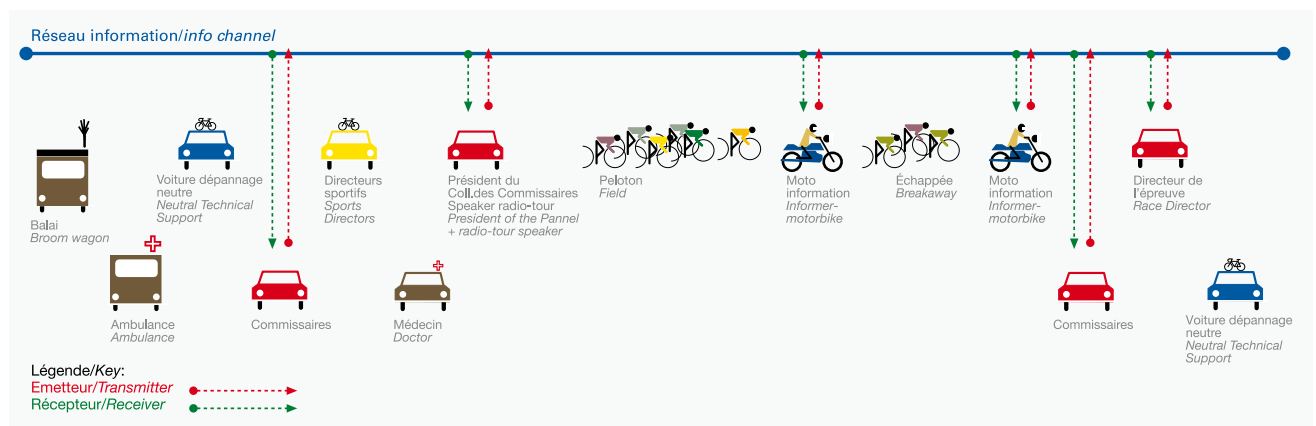 Réseau information/info channel
Balai
Broom wagon
Voiture dépannage
neutre
Neutral Technical
Support
Directeurs
sportifs
Sports
Directors
Président du
Coll.des Commissaires
Speaker radio-tour
President of the Pannel
+ radio-tour speaker
Peloton
Field
Moto
information
Informer-
motorbike
Échappée
Breakaway
Moto
information
Informer-
motorbike
Directeur de
l'épreuve
Race Director
Ambulance
Ambulance
Commissaires
Médecin
Doctor
Commissaires
Voiture dépannage
neutre
Neutral Technical
Support
Légende/Key:
Emetteur/Transmitter
Récepteur/Receiver